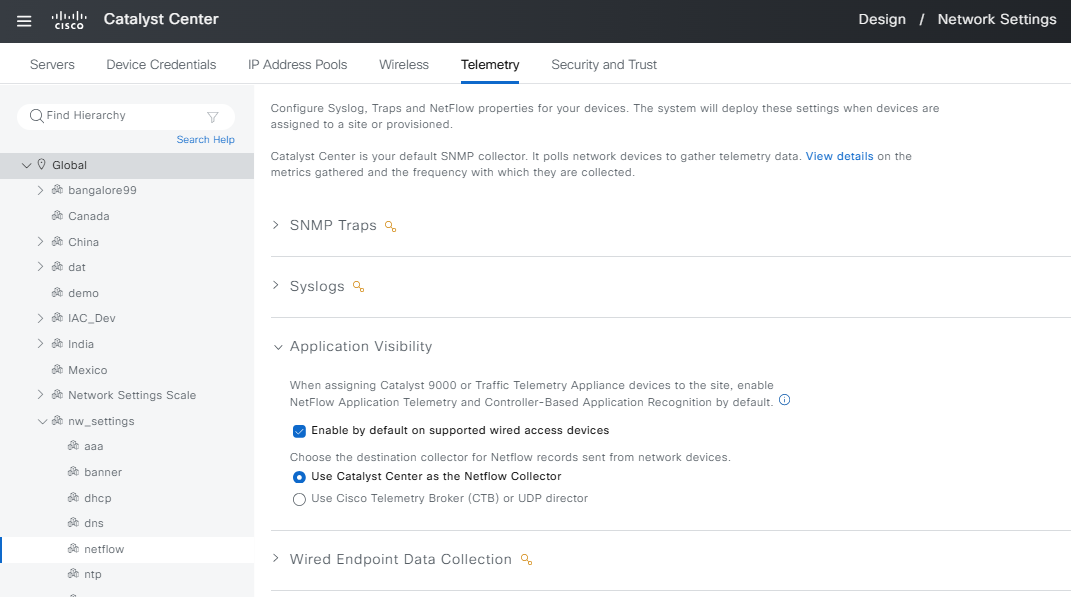 CISCO
Catalyst Center
Design / Network Settings
Servers
Device Credentials
IP Address Pools
Wireless
Telemetry
Security and Trust
Find Hierarchy
Search Help
Global
bangalore99
Canada
China
dat
demo
IAC_Dev
India
Mexico
Network Settings Scale
nw_settings
aaa
banner
dhcp
dns
netflow
ntp
Configure Syslog, Traps and NetFlow properties for your devices. The system will deploy these settings when devices are
assigned to a site or provisioned.
Catalyst Center is your default SNMP collector. It polls network devices to gather telemetry data. View details on the
metrics gathered and the frequency with which they are collected.
SNMP Traps
Syslogs
Application Visibility
When assigning Catalyst 9000 or Traffic Telemetry Appliance devices to the site, enable
NetFlow Application Telemetry and Controller-Based Application Recognition by default.
Enable by default on supported wired access devices
Choose the destination collector for Netflow records sent from network devices.
Use Catalyst Center as the Netflow Collector
Use Cisco Telemetry Broker (CTB) or UDP director
Wired Endpoint Data Collection